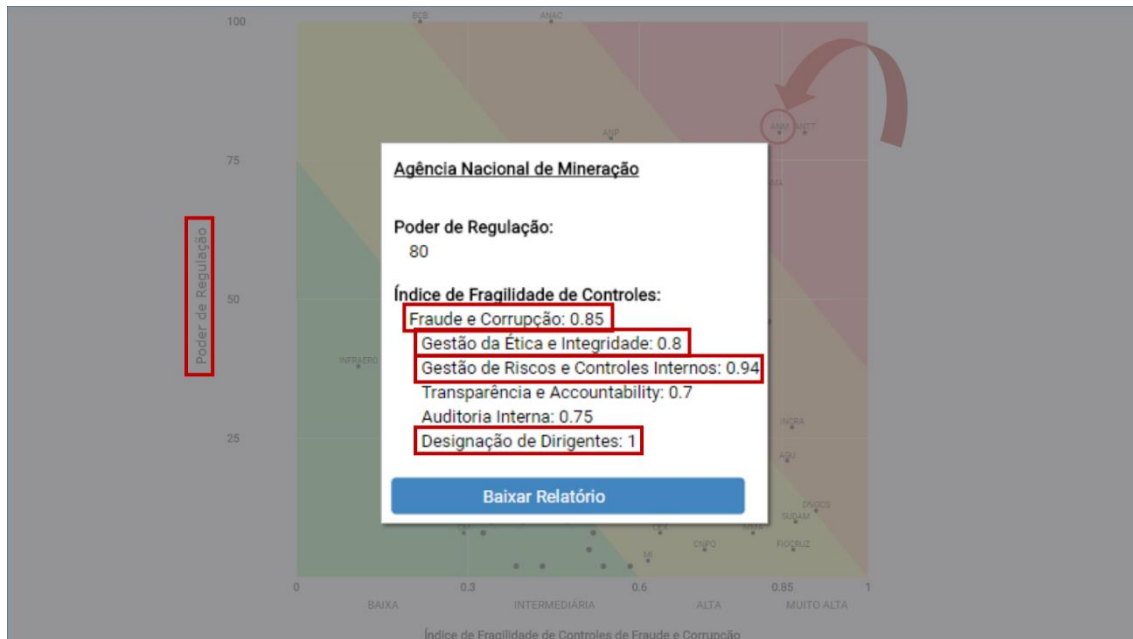 BCB
ANAC
100
ANM
ANTT
ANP
75
Agência Nacional de Mineração
Poder de Regulação:
80
Poder de Regulação
50
Índice de Fragilidade de Controles:
Fraude e Corrupção: 0.85
Gestão da Ética e Integridade: 0.8
INFRAERO
Gestão de Riscos e Controles Internos: 0.94
Transparência e Accountability: 0.7
Auditoria Interna: 0.75
INCRA
25
Designação de Dirigentes: 1
AGU
Baixar Relatório
DNOCS
SUDAM
CNPQ
FIOCRUZ
MI
0
0.3
0.6
0.85
1
BAIXA
INTERMEDIÁRIA
ALTA
MUITO ALTA
Índice de Fragilidade de Controles de Fraude e Corrupção